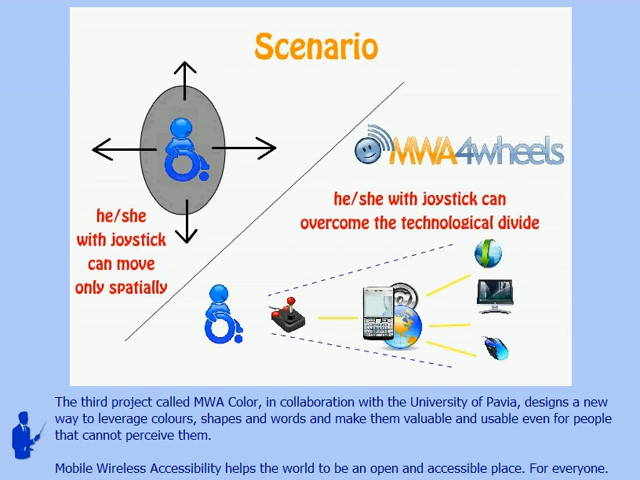 Scenario
MWA4wheels
he/she with joystick can
overcome the technological divide
he/she
with joystick
can move
only spatially
The third project called MWA Color, in collaboration with the University of Pavia, designs a new
way to leverage colours, shapes and words and make them valuable and usable even for people
that cannot perceive them.
Mobile Wireless Accessibility helps the world to be an open and accessible place. For everyone.